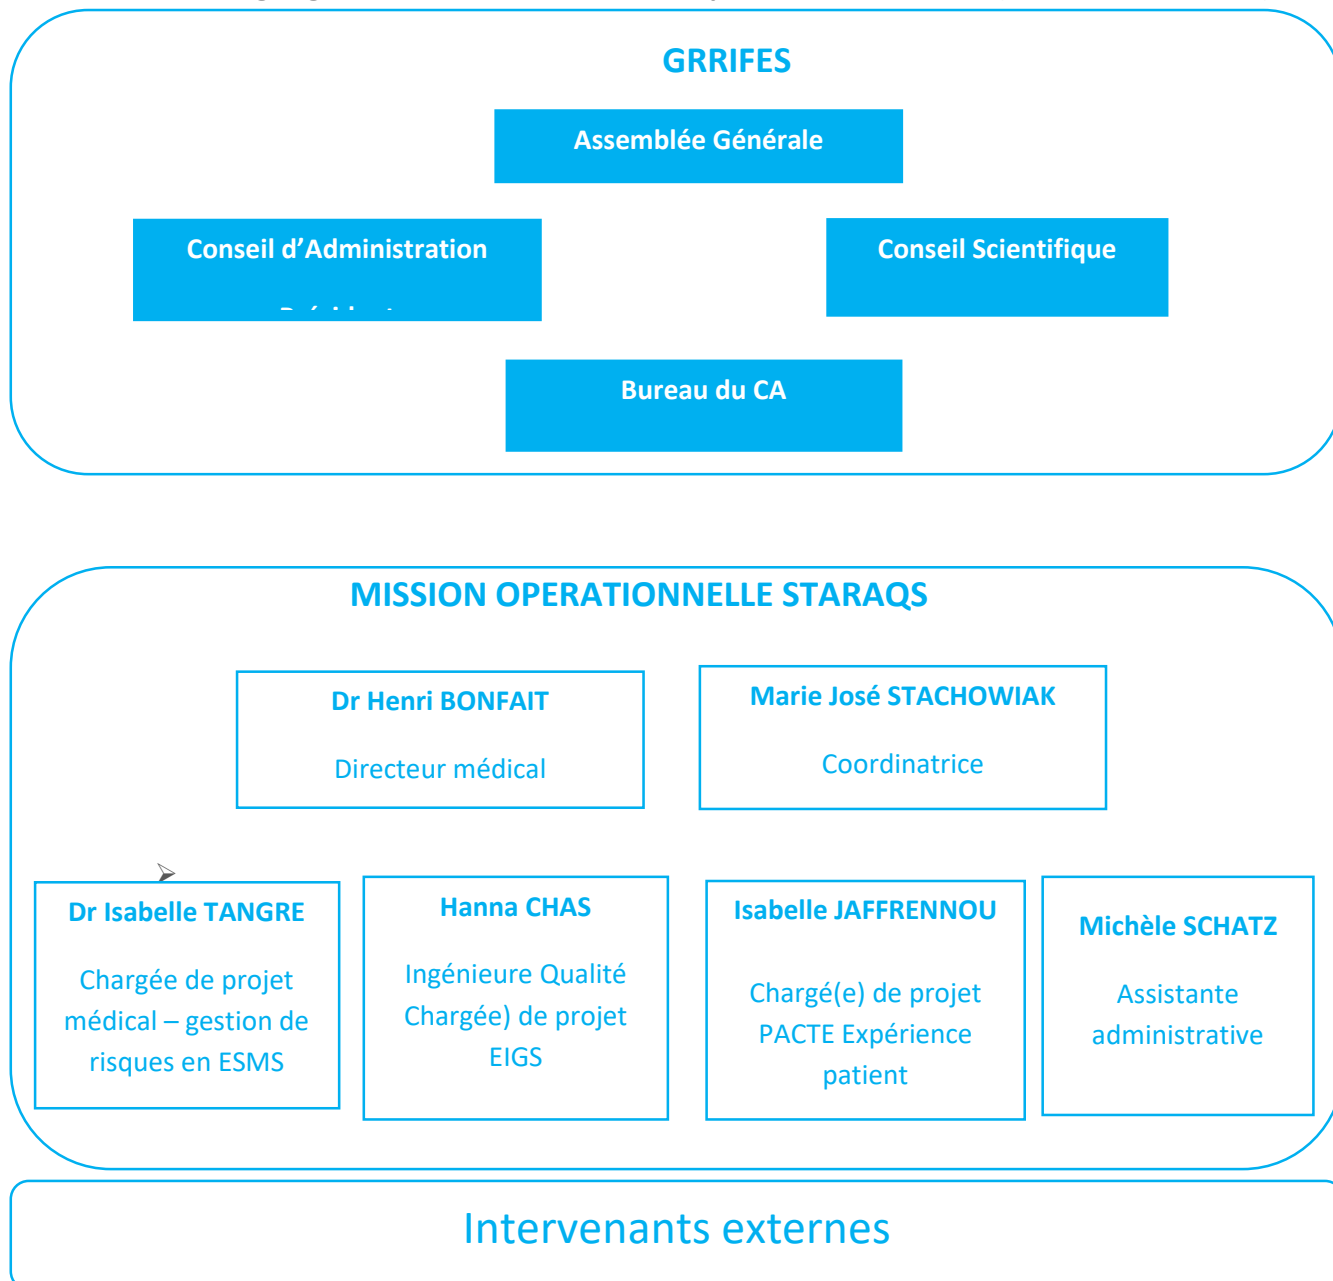 GRRIFES
Assemblée Générale
Conseil d'Administration
Conseil Scientifique
Bureau du CA
MISSION OPERATIONNELLE STARAQS
Dr Henri BONFAIT
Directeur médical
Marie José STACHOWIAK
Coordinatrice
Dr Isabelle TANGRE
Chargée de projet
médical – gestion de
risques en ESMS
Hanna CHAS
Ingénieure Qualité
Chargée) de projet
EIGS
Isabelle JAFFRENNOU
Chargé(e) de projet
PACTE Expérience
patient
Michèle SCHATZ
Assistante
administrative
Intervenants externes